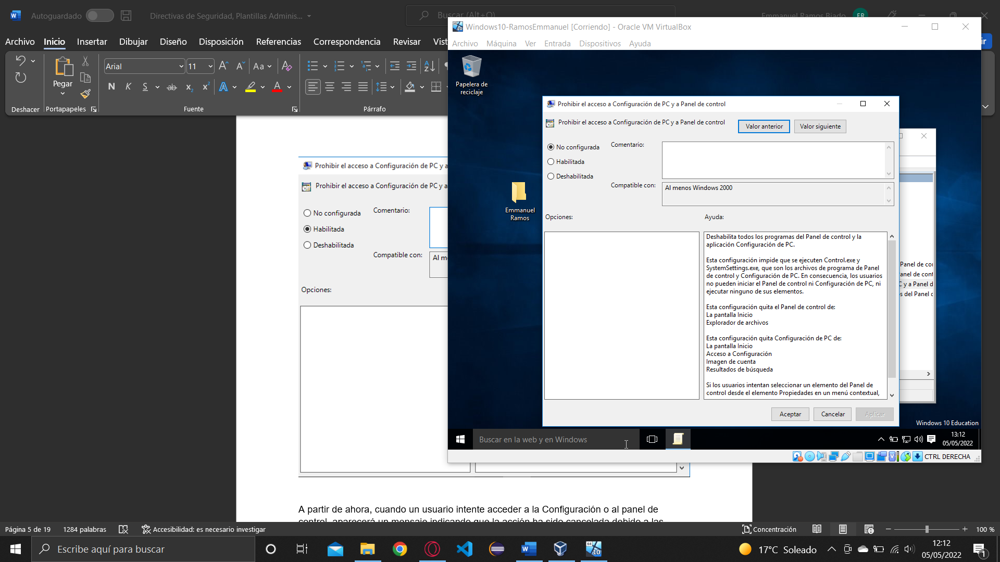 Autoguardado
Directivas de Seguridad, Plantillas Adminis...
Buscar (Alt+Q)
Emmanuel Ramos Biado
ER
Archivo Inicio Insertar Dibujar Diseño Disposición Referencias Correspondencia Revisar Vist
Arial
11
Pegar
Deshacer
Portapapeles
Fuente
Párrafo
Prohibir el acceso a Configuración de PC y a
Prohibir el acceso a Configuración de PC y a
No configurada
Comentario:
Habilitada
Deshabilitada
Compatible con:
Al m
Opciones:
A partir de ahora, cuando un usuario intente acceder a la Configuración o al panel de
control, aparecerá un mensaje indicando que la acción ha sido cancelada debido a las
Windows10-RamosEmmanuel [Corriendo] - Oracle VM VirtualBox
Archivo Máquina Ver Entrada Dispositivos Ayuda
Papelera de
reciclaje
Emmanuel
Ramos
Prohibir el acceso a Configuración de PC y a Panel de control
Prohibir el acceso a Configuración de PC y a Panel de control
Valor anterior
Valor siguiente
No configurada
Comentario:
Habilitada
Deshabilitada
Compatible con:
Al menos Windows 2000
Opciones:
Ayuda:
Deshabilita todos los programas del Panel de control y la
aplicación Configuración de PC.
Esta configuración impide que se ejecuten Control.exe y
SystemSettings.exe, que son los archivos de programa de Panel
de control y Configuración de PC. En consecuencia, los usuarios
no pueden iniciar el Panel de control ni Configuración de PC, ni
ejecutar ninguno de sus elementos.
Esta configuración quita el Panel de control de:
La pantalla Inicio
Explorador de archivos
Esta configuración quita Configuración de PC de:
La pantalla Inicio
Acceso a Configuración
Imagen de cuenta
Resultados de búsqueda
Si los usuarios intentan seleccionar un elemento del Panel de
control desde el elemento Propiedades en un menú contextual,
Aceptar
Cancelar
Aplicar
Panel de co
anel de cont
C y a Panel d
s del Panel c
Windows 10 Education
Buscar en la web y en Windows
13:12
05/05/2022
CTRL DERECHA
Página 5 de 19
1284 palabras
Accesibilidad: es necesario investigar
Concentración
100 %
Escribe aquí para buscar
17°C Soleado
12:12
05/05/2022
1